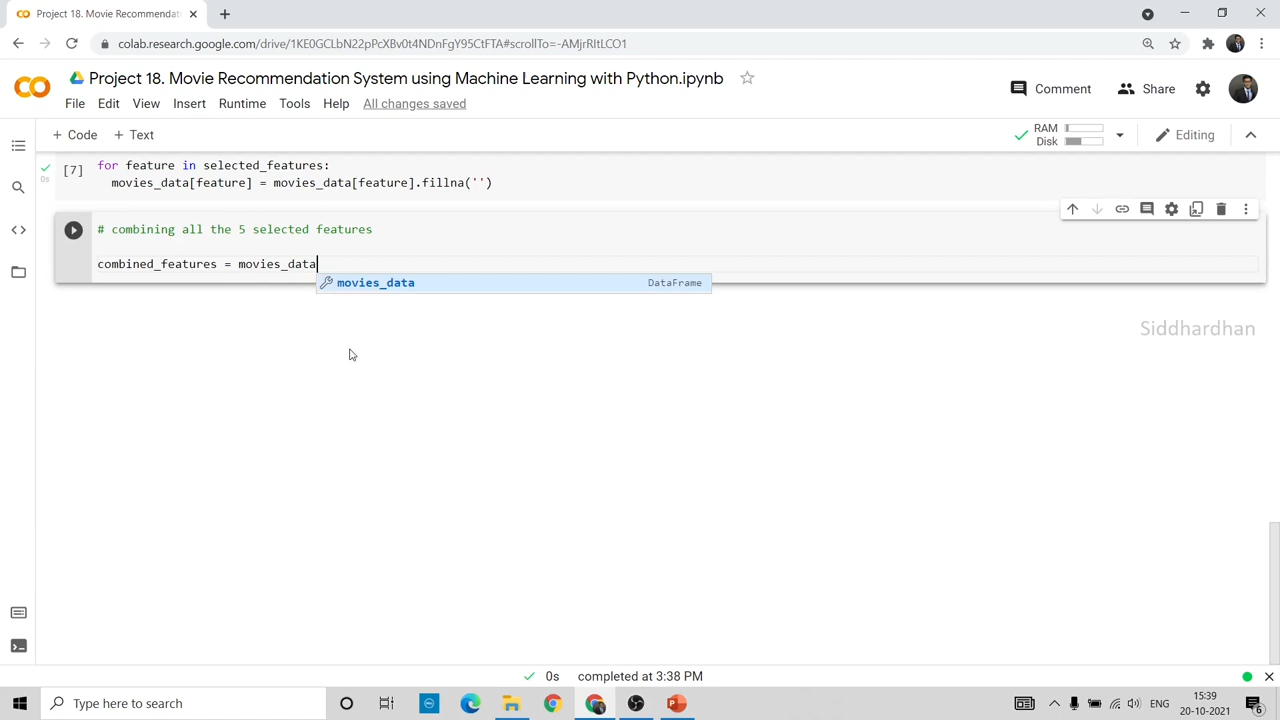 Project 18. Movie Recommendat
colab.research.google.com/drive/1KE0GCLbN22pPcXBv0t4NDnFgY95CtFTA#scrollTo=-AMjrRItLCO1
Project 18. Movie Recommendation System using Machine Learning with Python.ipynb
Comment
Share
File Edit View Insert Runtime Tools Help All changes saved
+ Code + Text
RAM
Disk
Editing
[7]
0s
for feature in selected_features:
movies_data[feature] = movies_data[feature].fillna('')
# combining all the 5 selected features
combined_features = movies_data
movies_data DataFrame
Siddhardhan
0s completed at 3:38 PM
Type here to search
ENG
15:39
20-10-2021
6